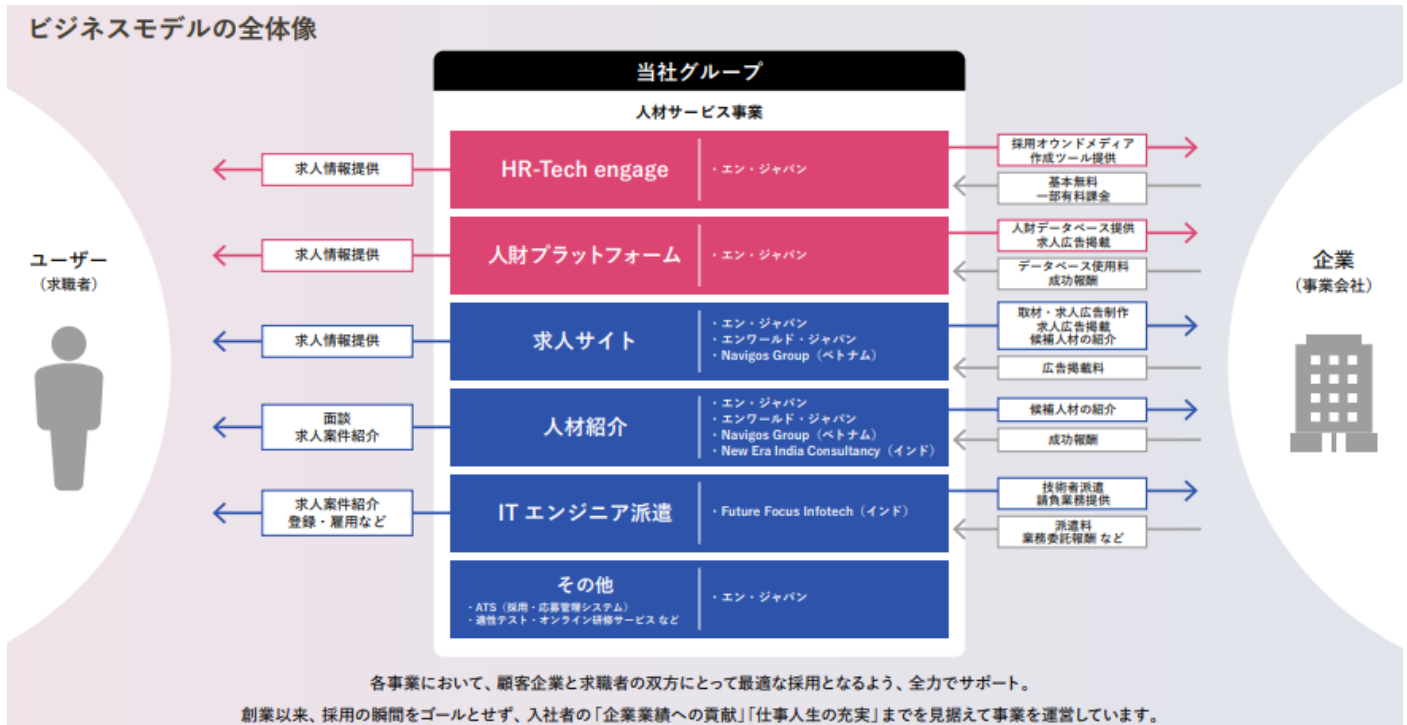 ビジネスモデルの全体像
当社グループ
人材サービス事業
ユーザー
（求職者）
企業
（事業会社）
求人情報提供
HR-Tech engage
・エン・ジャパン
採用オウンドメディア
作成ツール提供
基本無料
一部有料課金
求人情報提供
人財プラットフォーム
・エン・ジャパン
人財データベース提供
求人広告掲載
データベース使用料
成功報酬
求人情報提供
求人サイト
・エン・ジャパン
・エンワールド・ジャパン
・Navigos Group（ベトナム）
取材・求人広告制作
求人広告掲載
候補人材の紹介
広告掲載料
面談
求人案件紹介
人材紹介
・エン・ジャパン
・エンワールド・ジャパン
・Navigos Group（ベトナム）
・New Era India Consultancy（インド）
候補人材の紹介
成功報酬
求人案件紹介
登録・雇用など
IT エンジニア派遣
・Future Focus Infotech（インド）
技術者派遣
請負業務提供
派遣料
業務委託報酬 など
その他
・ATS（採用・応募管理システム）
・適性テスト・オンライン研修サービス など
・エン・ジャパン
各事業において、顧客企業と求職者の双方にとって最適な採用となるよう、全力でサポート。
創業以来、採用の瞬間をゴールとせず、入社者の「企業業績への貢献」「仕事人生の充実」までを見据えて事業を運営しています。